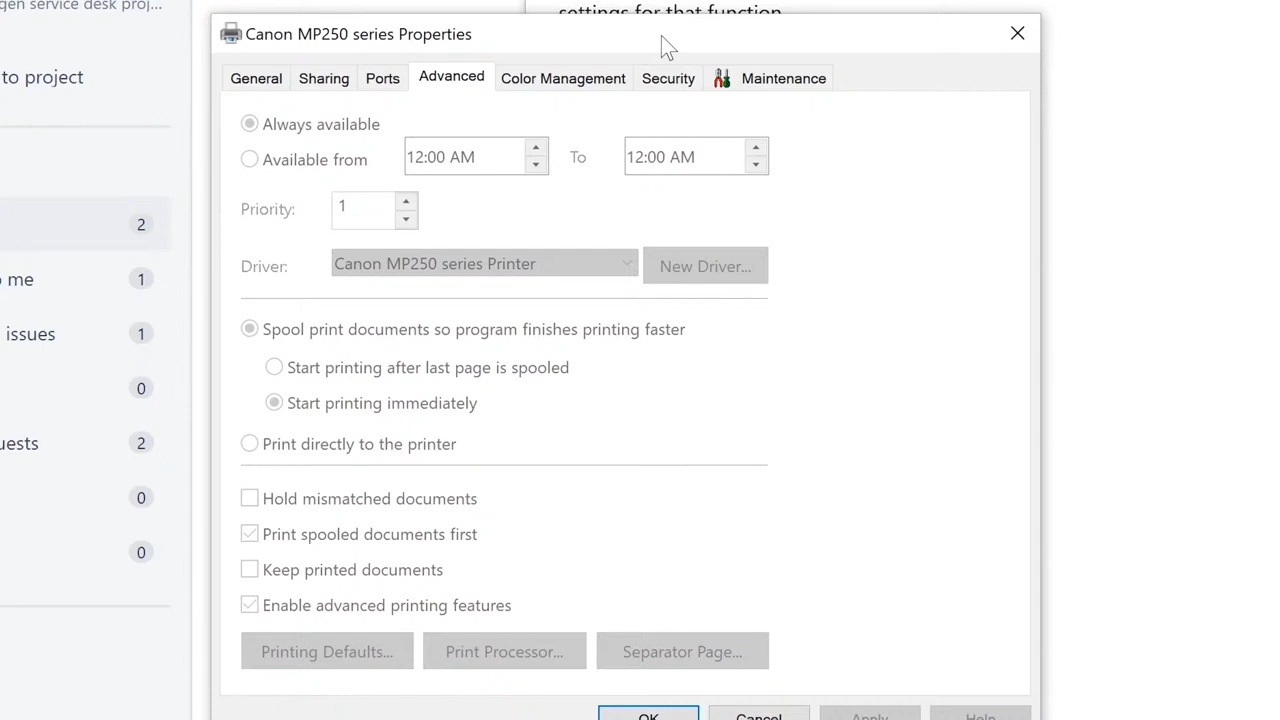 gen service desk proj...
settings for that function
Canon MP250 series Properties
to project
General Sharing Ports Advanced Color Management Security Maintenance
Always available
Available from 12:00 AM To 12:00 AM
2
Priority: 1
me 1
Driver: Canon MP250 series Printer New Driver...
issues 1
Spool print documents so program finishes printing faster
Start printing after last page is spooled
0
Start printing immediately
uests 2
Print directly to the printer
0
Hold mismatched documents
Print spooled documents first
0
Keep printed documents
Enable advanced printing features
Printing Defaults... Print Processor... Separator Page...
OK Cancel Apply Help